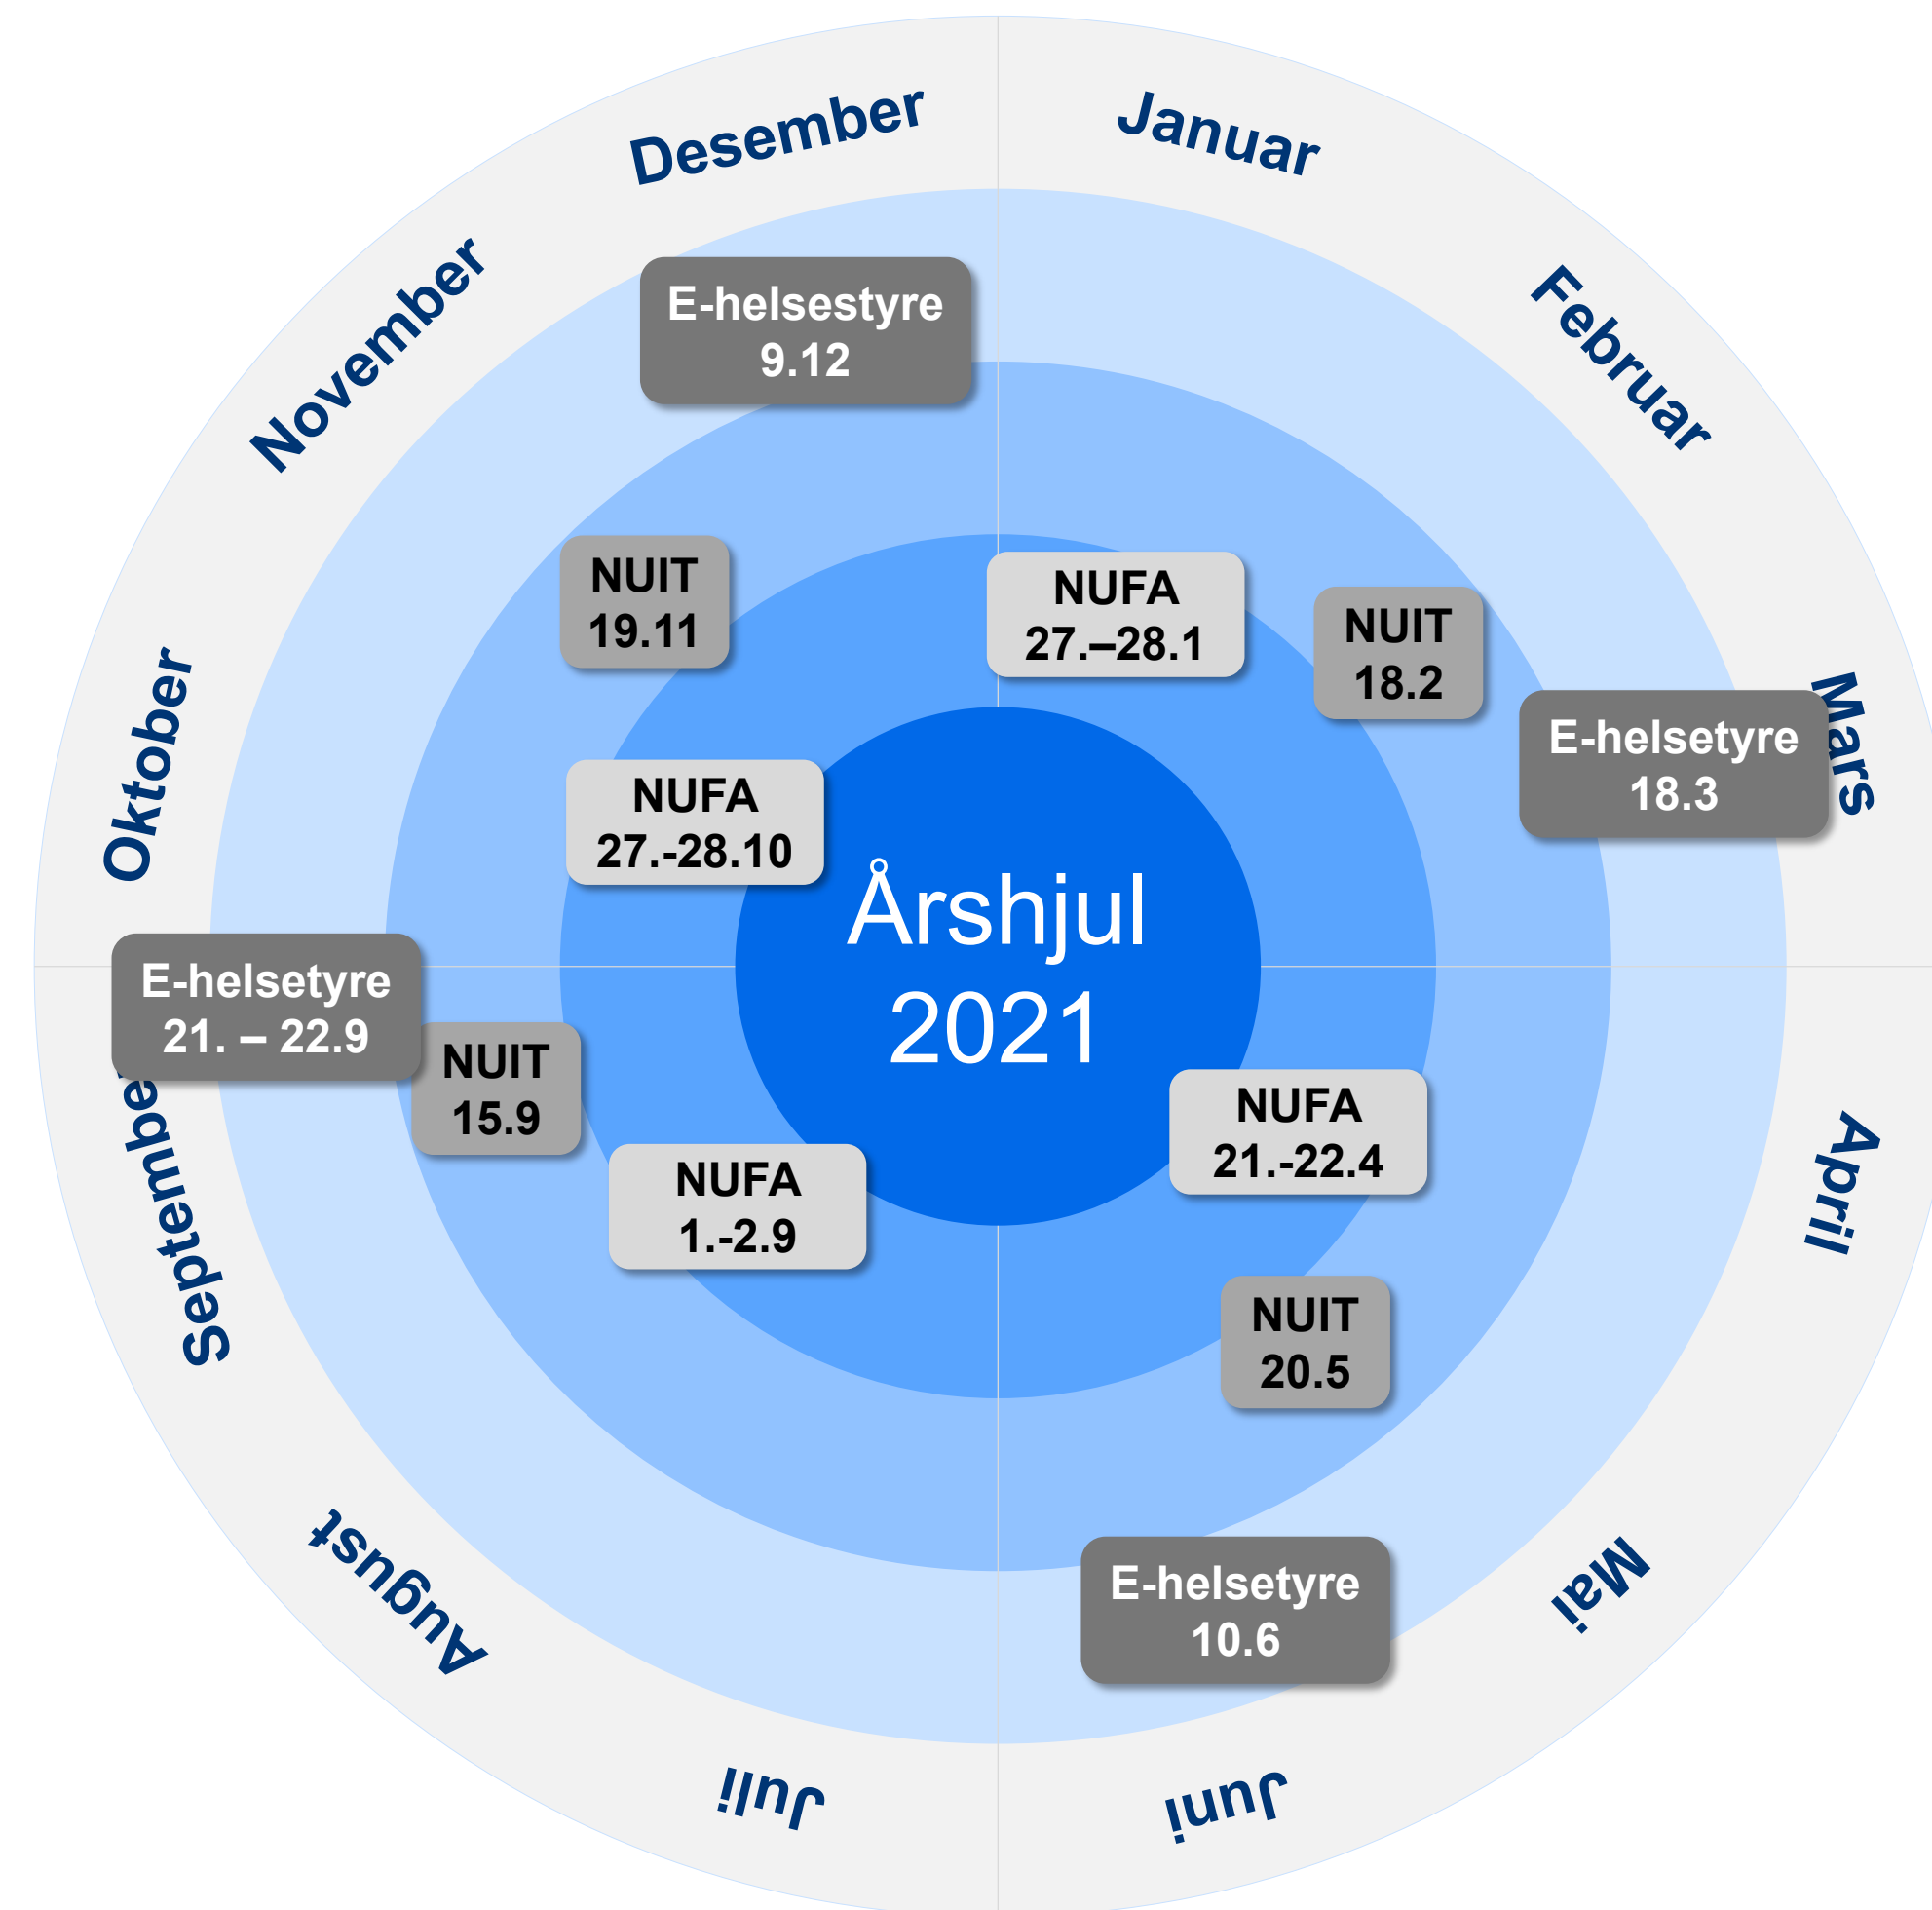 Desember
Januar
November
Februar
E-helsestyre
9.12
NUIT
19.11
NUFA
27.–28.1
NUIT
18.2
Oktober
Mars
E-helsetyre
18.3
NUFA
27.-28.10
Årshjul
2021
E-helsetyre
21. – 22.9
NUIT
15.9
NUFA
21.-22.4
April
NUFA
1.-2.9
September
NUIT
20.5
August
Mai
E-helsetyre
10.6
Juli
Juni